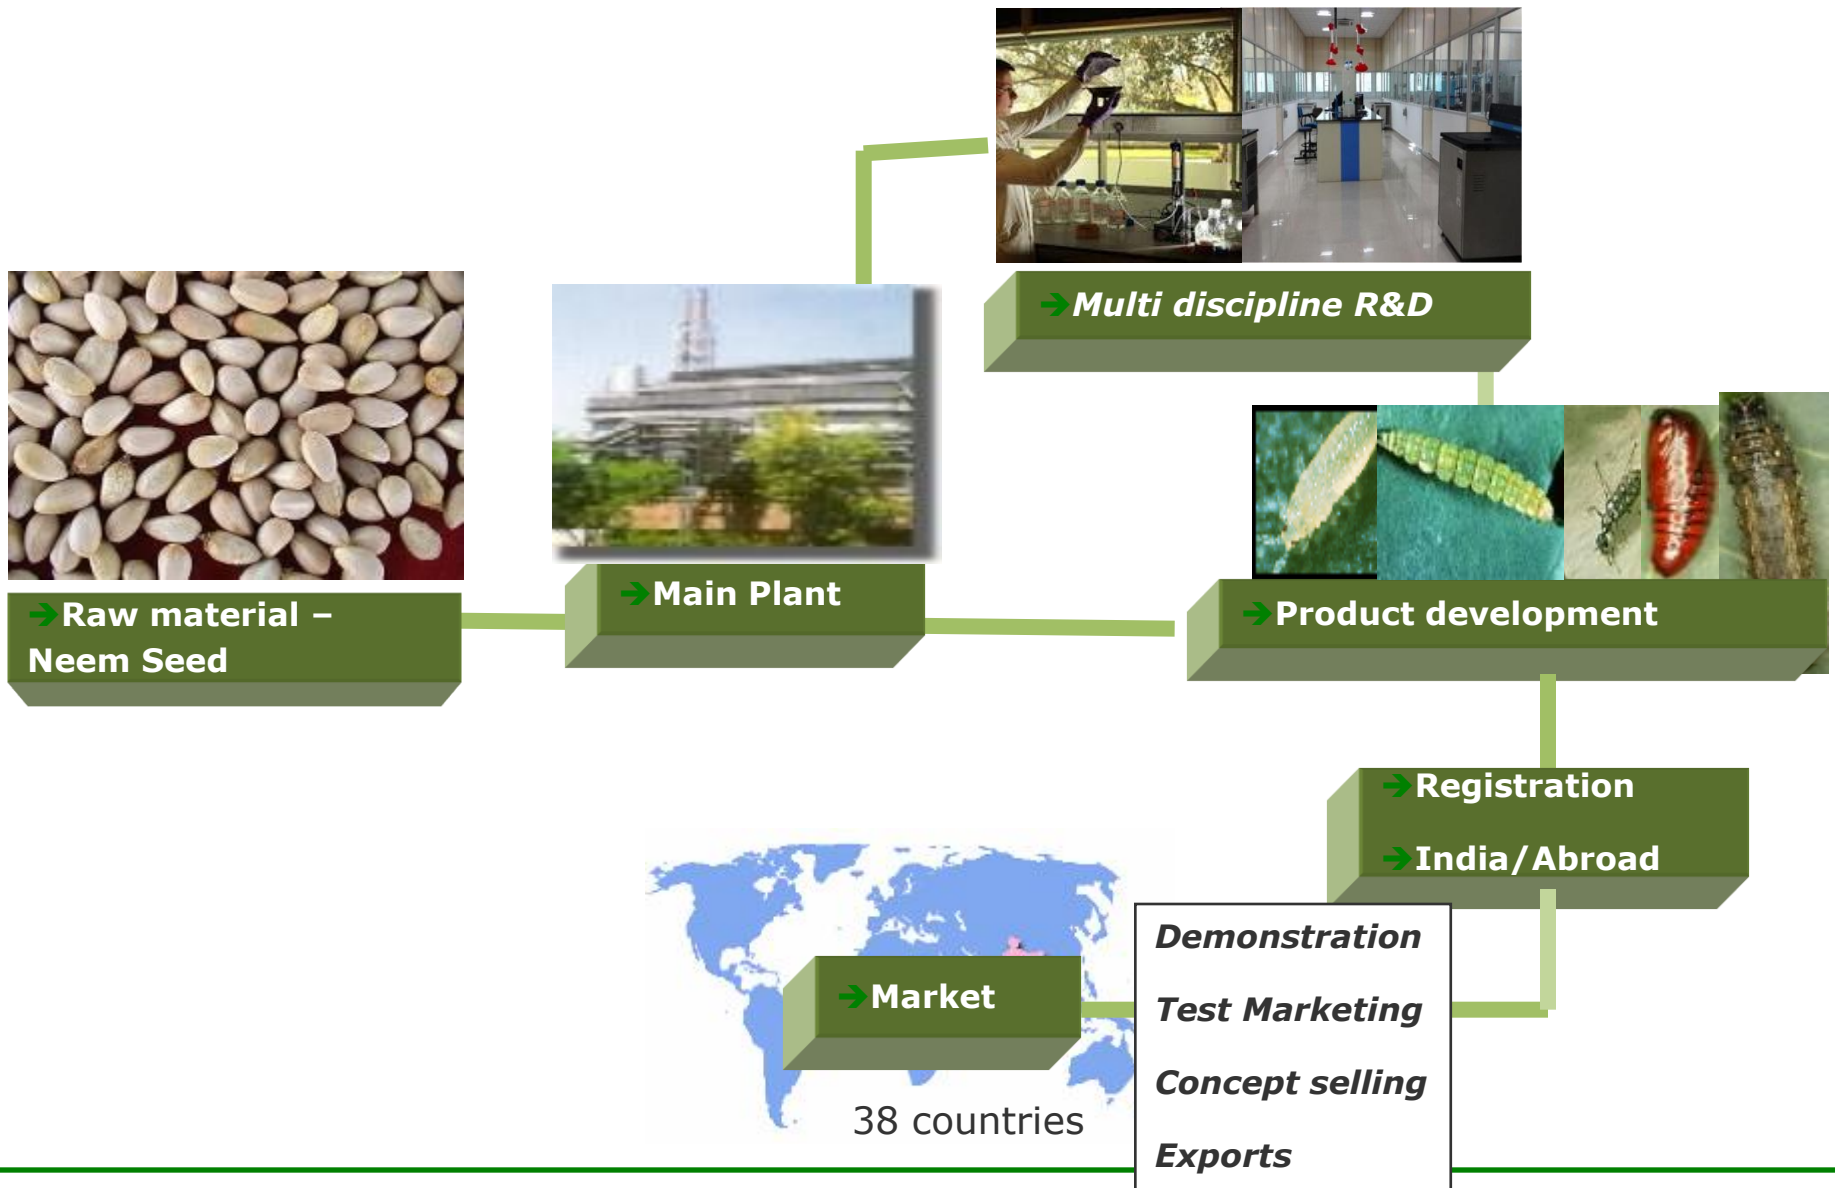 ➔Multi discipline R&D
➔Raw material –
Neem Seed
➔Main Plant
➔Product development
➔Registration
➔India/Abroad
Demonstration
Test Marketing
Concept selling
Exports
➔Market
38 countries